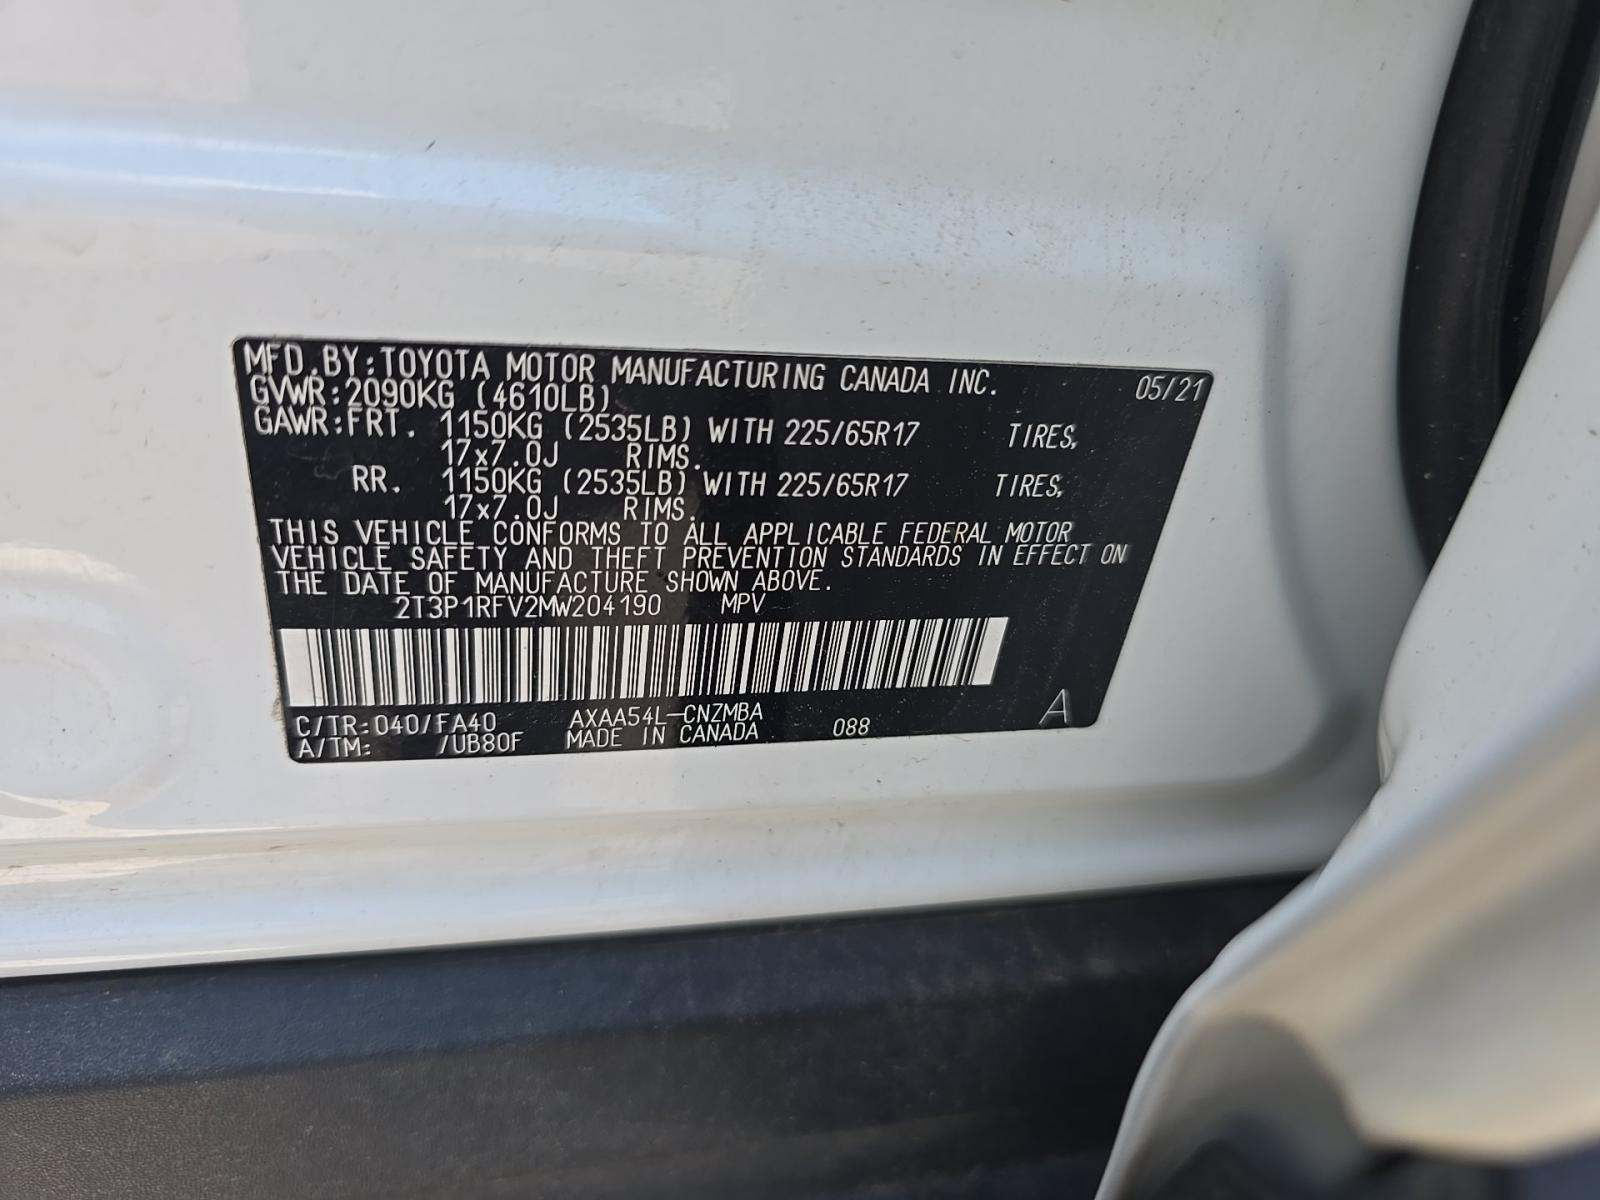 MFD.BY:TOYOTA MOTOR MANUFACTURING CANADA INC. 05/21
GVWR:2090KG (4610LB)
GAWR:FRT. 1150KG (2535LB) WITH 225/65R17 TIRES,
17x7.0J RIMS.
RR. 1150KG (2535LB) WITH 225/65R17 TIRES,
17x7.0J RIMS.
THIS VEHICLE CONFORMS TO ALL APPLICABLE FEDERAL MOTOR
VEHICLE SAFETY AND THEFT PREVENTION STANDARDS IN EFFECT ON
THE DATE OF MANUFACTURE SHOWN ABOVE.
2T3P1RFV2MW204190 MPV
C/TR:040/FA40 AXAA54L-CNZMBA 088 A
A/TM: /UB80F MADE IN CANADA